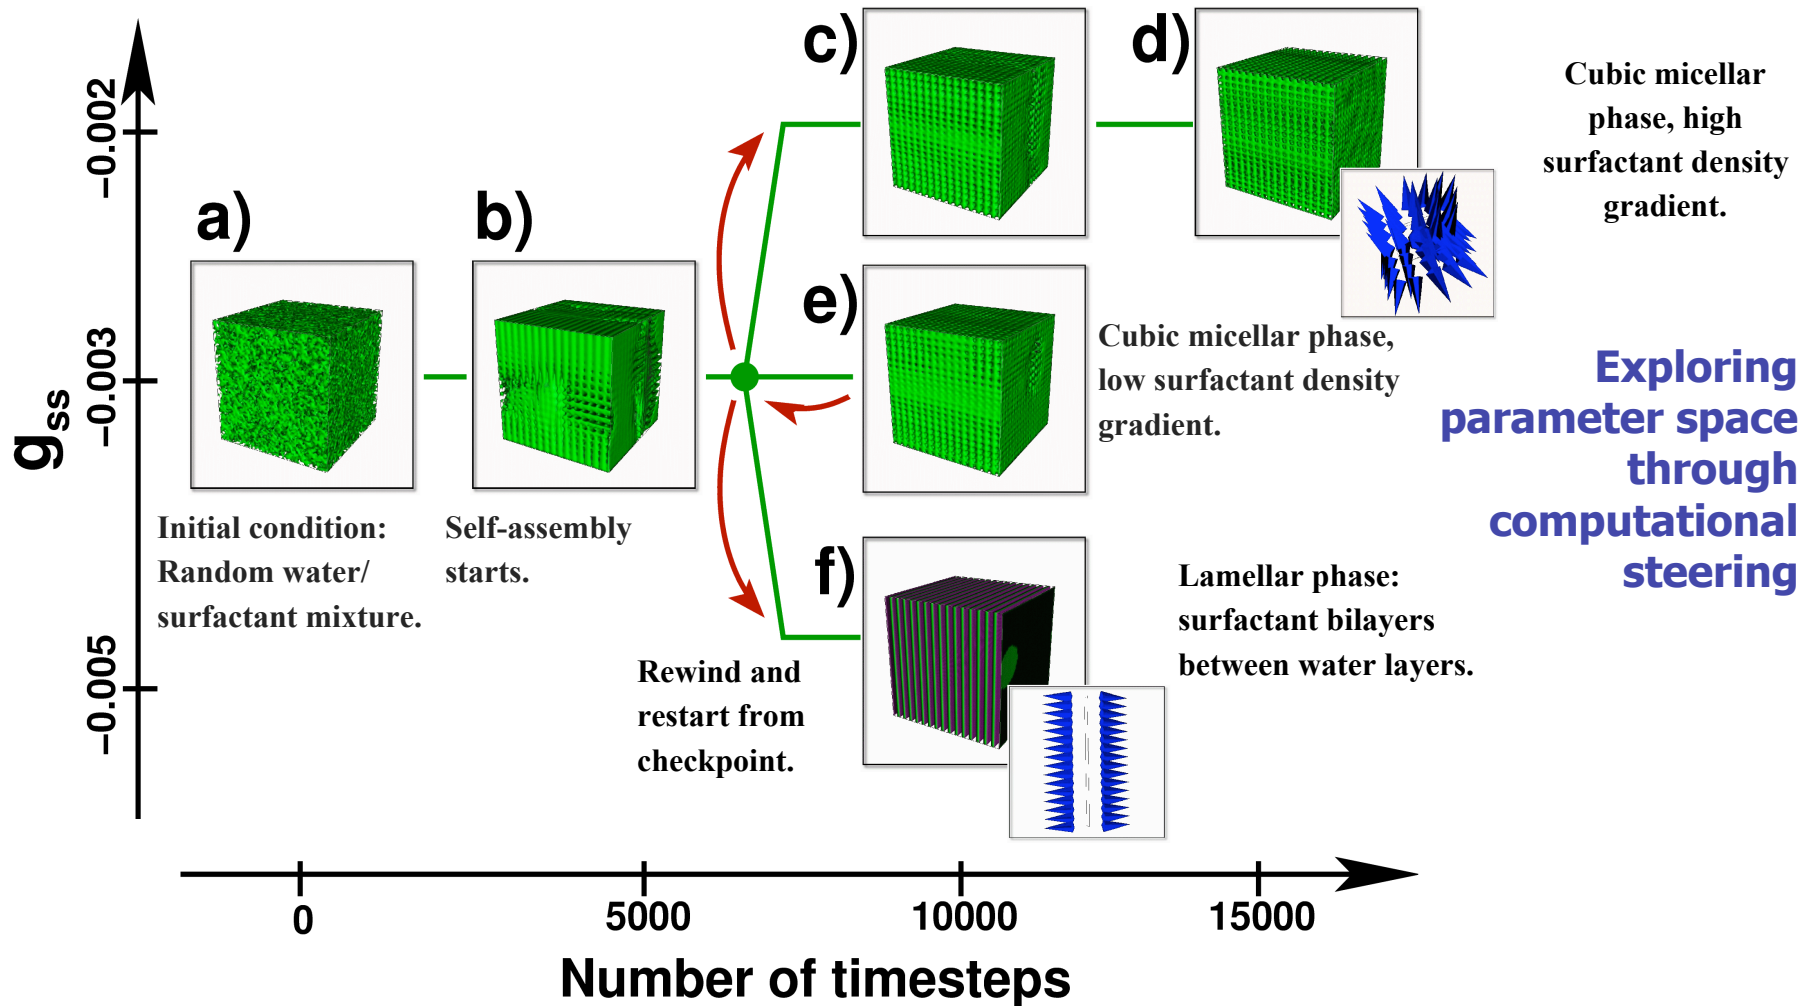 c)
d)
Cubic micellar
phase, high
surfactant density
gradient.
−0.002
a)
b)
e)
Cubic micellar phase,
low surfactant density
gradient.
Exploring
parameter space
through
computational
steering
−0.003
gss
Initial condition:
Random water/
surfactant mixture.
Self-assembly
starts.
f)
Lamellar phase:
surfactant bilayers
between water layers.
Rewind and
restart from
checkpoint.
−0.005
0
5000
10000
15000
Number of timesteps